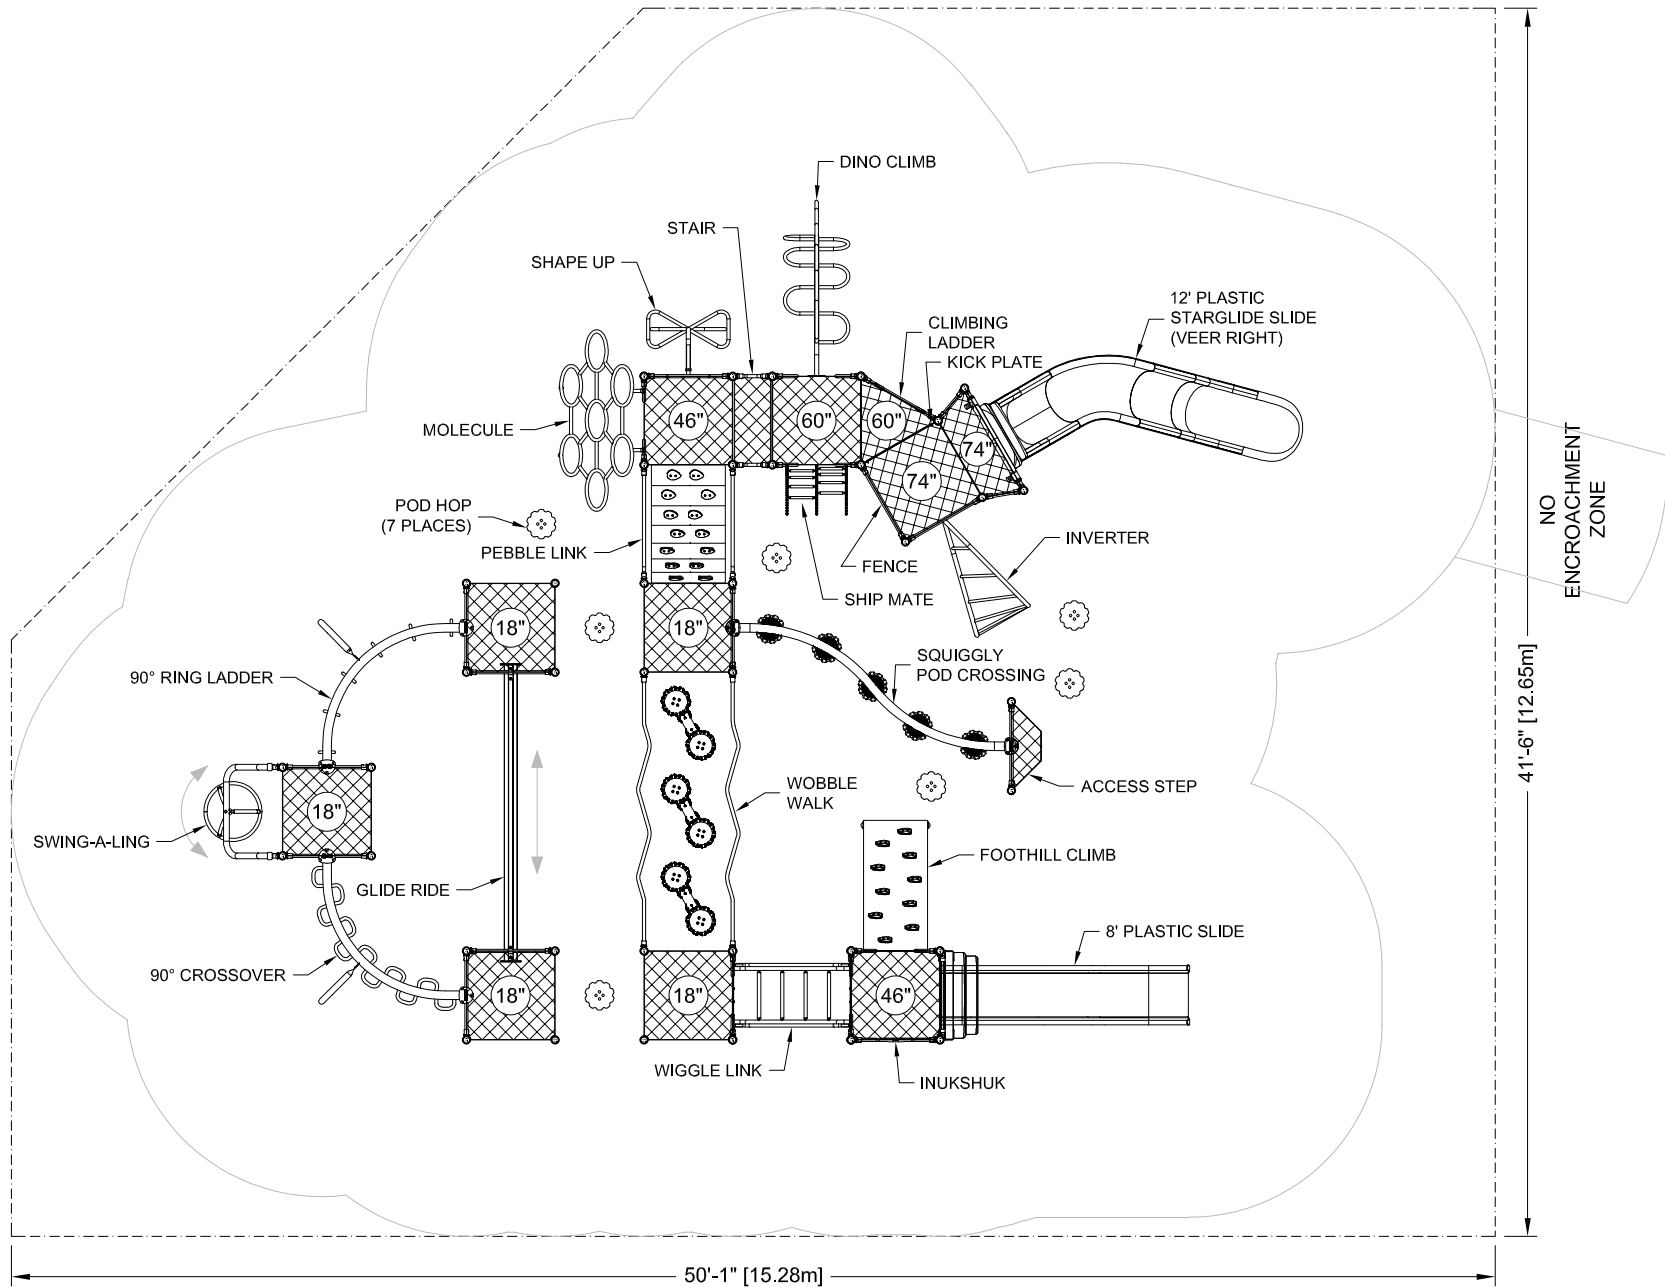 DINO CLIMB
STAIR
SHAPE UP
12' PLASTIC
STARGLIDE SLIDE
(VEER RIGHT)
CLIMBING
LADDER
KICK PLATE
MOLECULE
46"
60"
60"
74"
74"
POD HOP
(7 PLACES)
PEBBLE LINK
FENCE
INVERTER
SHIP MATE
NO
ENCROACHMENT
ZONE
18"
18"
90° RING LADDER
SQUIGGLY
POD CROSSING
41'-6" [12.65m]
WOBBLE
WALK
ACCESS STEP
18"
SWING-A-LING
GLIDE RIDE
FOOTHILL CLIMB
8' PLASTIC SLIDE
90° CROSSOVER
18"
18"
46"
WIGGLE LINK
INUKSHUK
50'-1" [15.28m]